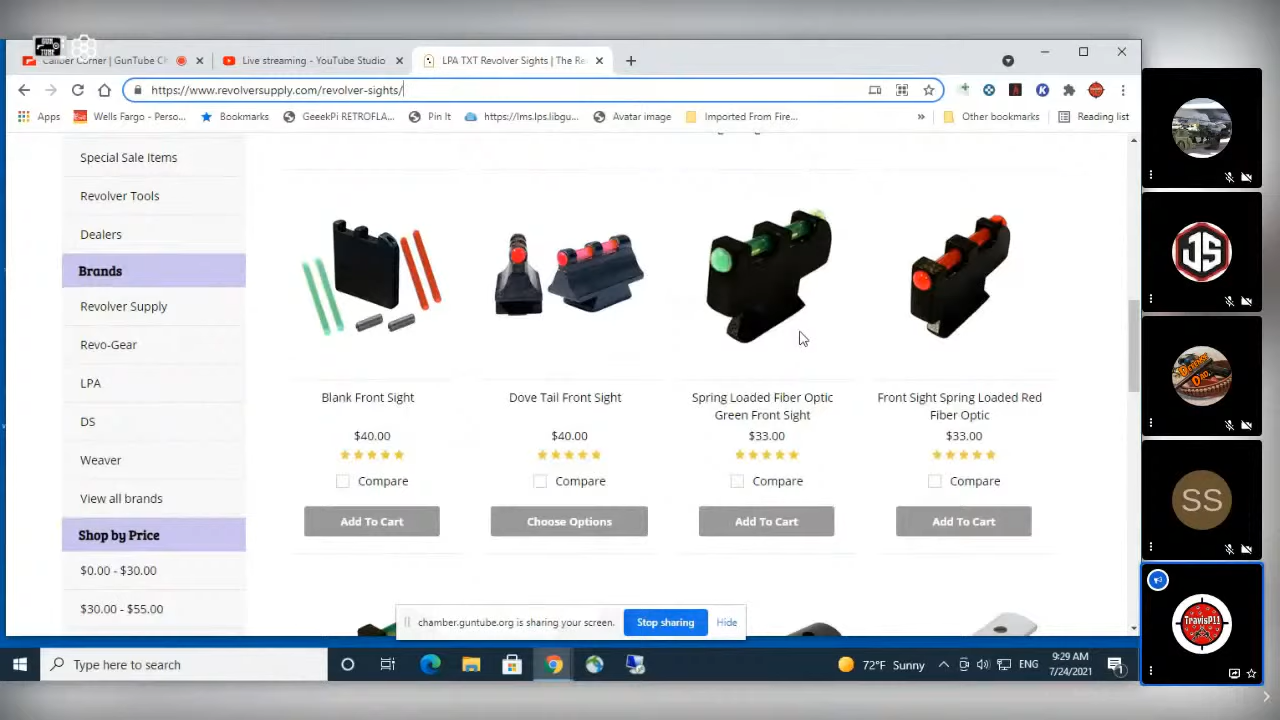 GUN TUBE
Caliber Corner | GunTube Ch
Live streaming - YouTube Studio
LPA TXT Revolver Sights | The Re
https://www.revolversupply.com/revolver-sights/
Apps
Wells Fargo - Perso...
Bookmarks
GeeekPi RETROFLA...
Pin It
https://lms.lps.libgu...
Avatar image
Imported From Fire...
»
Other bookmarks
Reading list
Special Sale Items
Revolver Tools
Dealers
Brands
Revolver Supply
Revo-Gear
LPA
DS
Weaver
View all brands
Shop by Price
$0.00 - $30.00
$30.00 - $55.00
Blank Front Sight
$40.00
Compare
Add To Cart
Dove Tail Front Sight
$40.00
Compare
Choose Options
Spring Loaded Fiber Optic
Green Front Sight
$33.00
Compare
Add To Cart
Front Sight Spring Loaded Red
Fiber Optic
$33.00
Compare
Add To Cart
chamber.guntube.org is sharing your screen.
Stop sharing
Hide
JS
SS
TravisP11
Type here to search
72°F Sunny
ENG
9:29 AM
7/24/2021
1